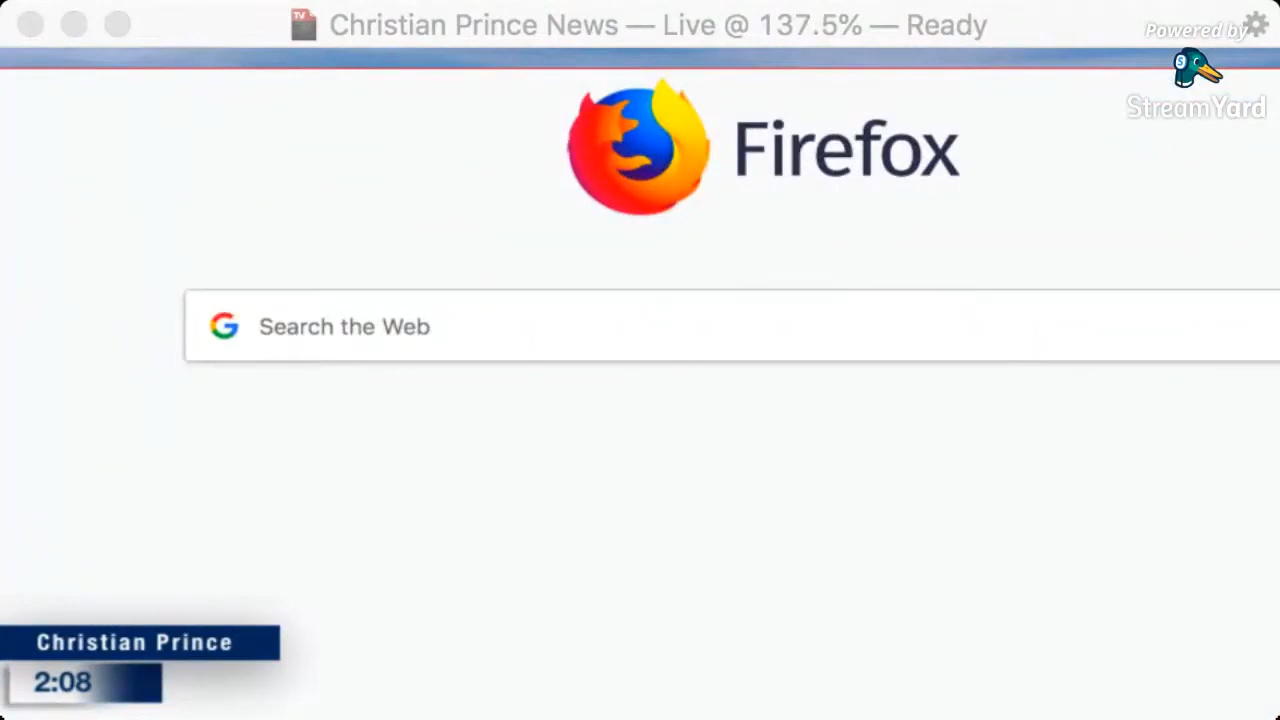 Christian Prince News — Live @ 137.5% — Ready
Powered by
StreamYard
Firefox
Search the Web
Christian Prince
2:08